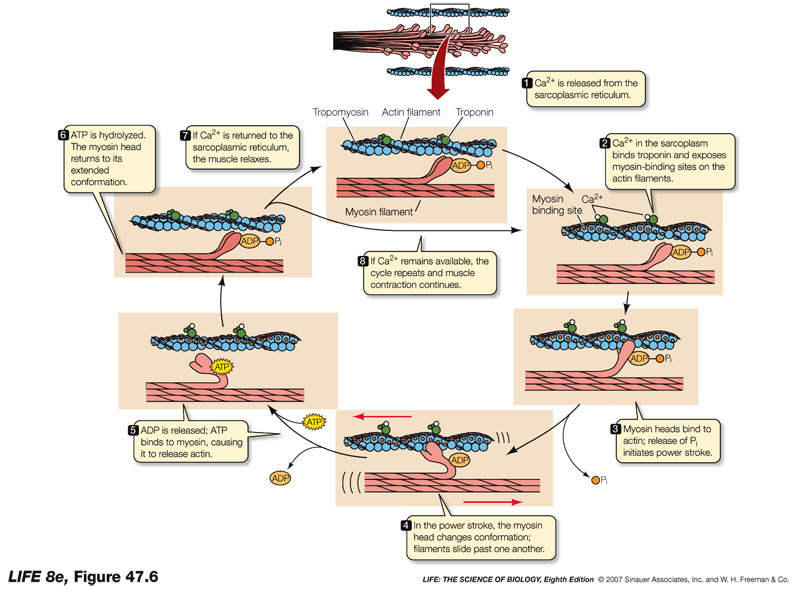 1 Ca2+ is released from the
sarcoplasmic reticulum.
Tropomyosin
Actin filament
Troponin
ADP
Pi
Myosin filament
2 Ca2+ in the sarcoplasm
binds troponin and exposes
myosin-binding sites on the
actin filaments.
Myosin
binding site
Ca2+
ADP
Pi
3 Myosin heads bind to
actin; release of Pi
initiates power stroke.
ADP
Pi
Pi
4 In the power stroke, the myosin
head changes conformation;
filaments slide past one another.
ADP
ATP
ADP
5 ADP is released; ATP
binds to myosin, causing
it to release actin.
ATP
6 ATP is hydrolyzed.
The myosin head
returns to its
extended
conformation.
ADP
Pi
7 If Ca2+ is returned to the
sarcoplasmic reticulum,
the muscle relaxes.
8 If Ca2+ remains available, the
cycle repeats and muscle
contraction continues.
LIFE 8e, Figure 47.6
LIFE: THE SCIENCE OF BIOLOGY, Eighth Edition © 2007 Sinauer Associates, Inc. and W. H. Freeman & Co.